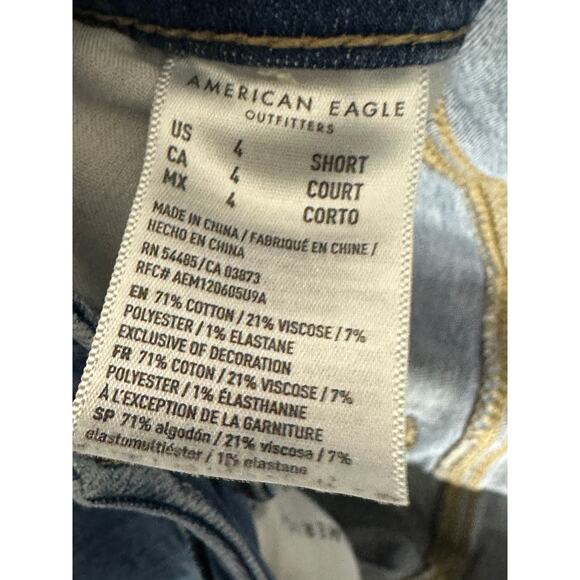 AMERICAN EAGLE
OUTFITTERS
US 4 SHORT
CA 4 COURT
MX 4 CORTO
MADE IN CHINA / FABRIQUÉ EN CHINE /
HECHO EN CHINA
RN 54485/CA 03873
RFC# AEM120605U9A
EN 71% COTTON / 21% VISCOSE / 7%
POLYESTER / 1% ELASTANE
EXCLUSIVE OF DECORATION
FR 71% COTON / 21% VISCOSE / 7%
POLYESTER / 1% ÉLASTHANNE
À L'EXCEPTION DE LA GARNITURE
SP 71% algodón / 21% viscosa / 7%
elastomultiéster / 1% elastane